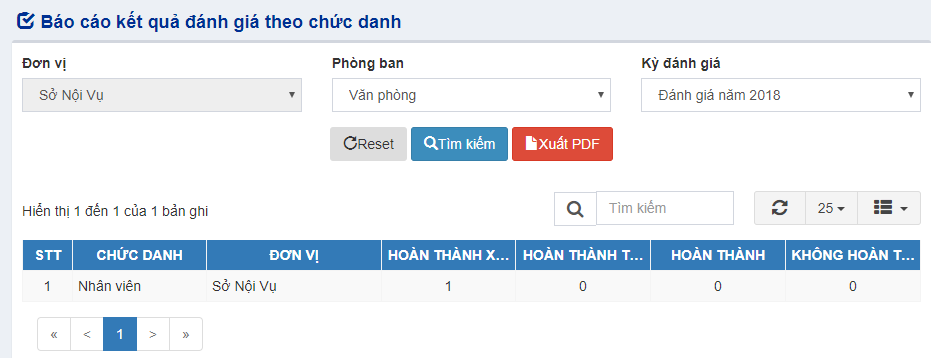 Báo cáo kết quả đánh giá theo chức danh
Đơn vị Phòng ban Kỳ đánh giá
Sở Nội Vụ Văn phòng Đánh giá năm 2018
Reset Tìm kiếm Xuất PDF
Hiển thị 1 đến 1 của 1 bản ghi Tìm kiếm 25
STT CHỨC DANH ĐƠN VỊ HOÀN THÀNH X... HOÀN THÀNH T... HOÀN THÀNH KHÔNG HOÀN T...
1 Nhân viên Sở Nội Vụ 1 0 0 0
« < 1 > »